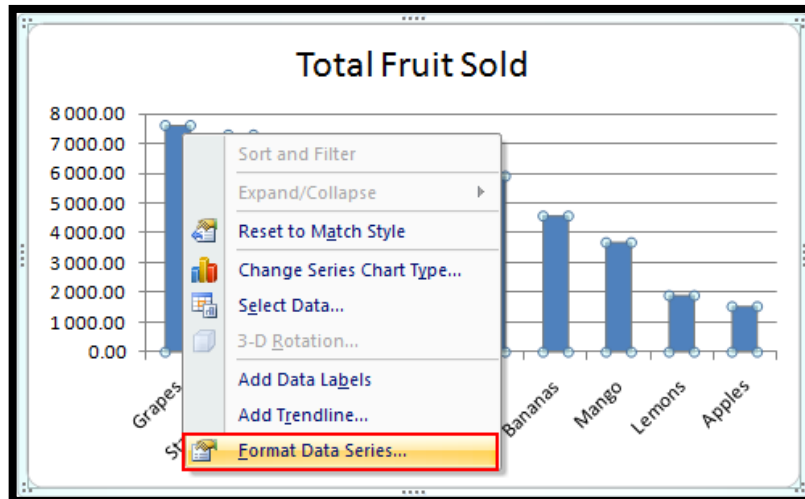 Total Fruit Sold
8 000.00
7 000.00
6 000.00
5 000.00
4 000.00
3 000.00
2 000.00
1 000.00
0.00
Sort and Filter
Expand/Collapse
Reset to Match Style
Change Series Chart Type...
Select Data...
3-D Rotation...
Add Data Labels
Add Trendline...
Format Data Series...
Grapes
Bananas
Mango
Lemons
Apples